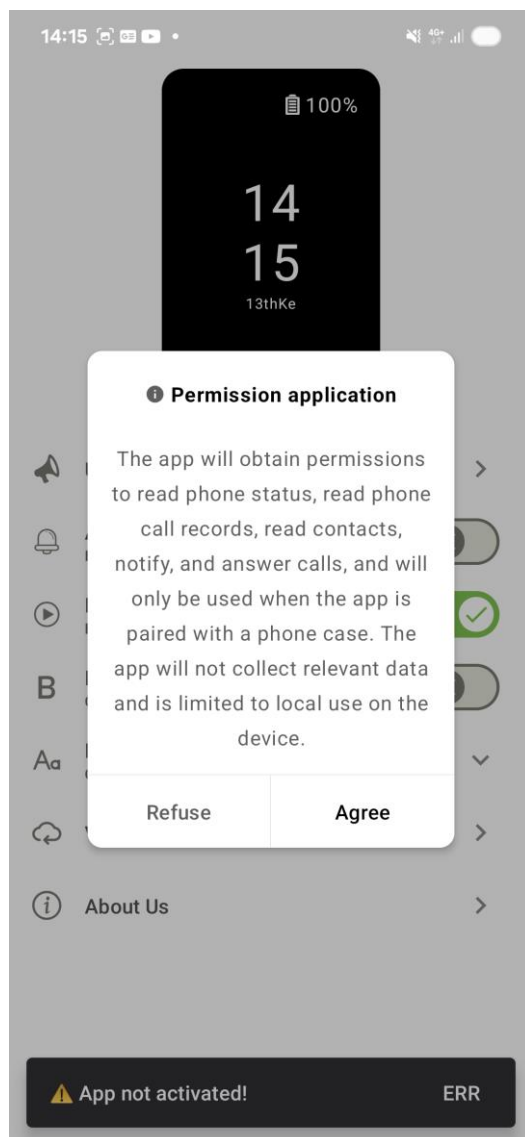 14:15
4G+
100%
14
15
13thKe
Permission application
The app will obtain permissions
to read phone status, read phone
call records, read contacts,
notify, and answer calls, and will
only be used when the app is
paired with a phone case. The
app will not collect relevant data
and is limited to local use on the
device.
Refuse
Agree
B
Aa
About Us
App not activated!
ERR